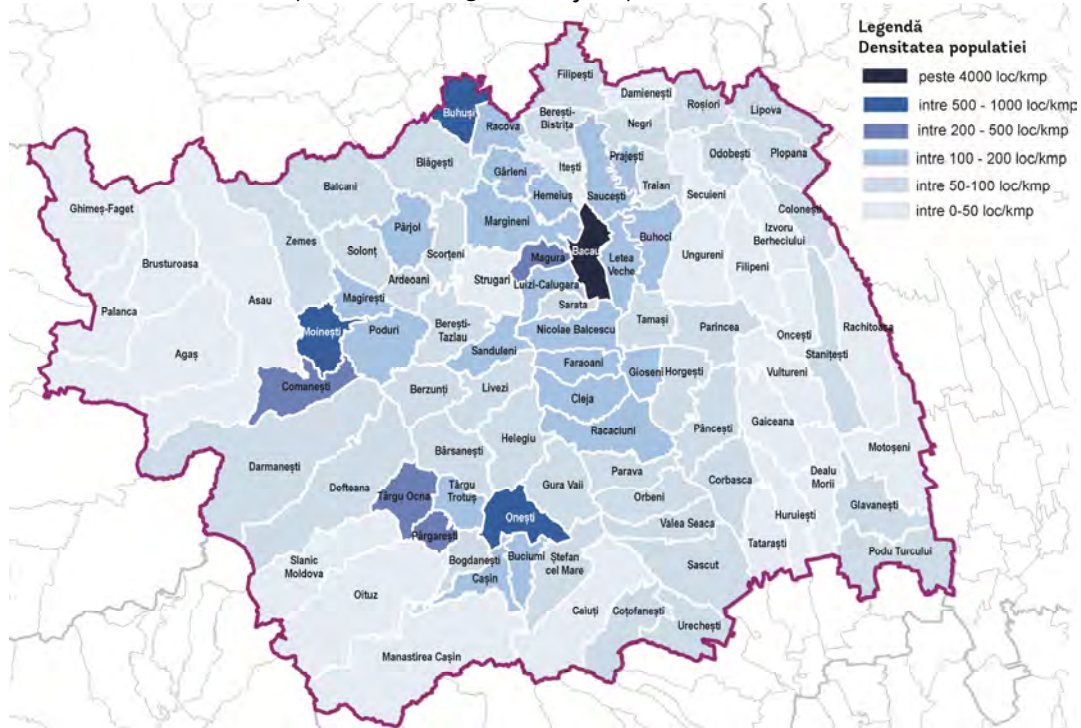 Legendă
Densitatea populatiei
peste 4000 loc/kmp
intre 500 - 1000 loc/kmp
intre 200 - 500 loc/kmp
intre 100 - 200 loc/kmp
intre 50-100 loc/kmp
intre 0-50 loc/kmp
Filipești
Damienești
Buhuși
Racova
Berești-
Bistrița
Negri
Roșiori
Lipova
Blăgești
Itești
Prajești
Odobești
Plopana
Gârleni
Balcani
Hemeiuș
Saucești
Traian
Secuieni
Ghimeș-Faget
Colonești
Zemes
Pârjol
Margineni
Izvoru
Berheciului
Brusturoasa
Solonț
Scorțeni
Magura
Bacau
Letea
Veche
Buhoci
Ungureni
Filipeni
Asau
Ardeoani
Strugari
Luizi-Calugara
Palanca
Magirești
Sarata
Moinești
Poduri
Berești-
Tazlau
Nicolae Balcescu
Tamași
Parincea
Oncești
Rachitoasa
Agaș
Sanduleni
Stanițești
Faraoani
Gioseni
Horgești
Vultureni
Comanești
Berzunți
Livezi
Cleja
Gaiceana
Racaciuni
Pâncești
Helegiu
Motoșeni
Bârsanești
Darmanești
Parava
Dealu
Morii
Dofteana
Târgu Ocna
Târgu
Trotuș
Gura Vaii
Corbasca
Orbeni
Glavanești
Onești
Huruiești
Valea Seaca
Pârgarești
Tatarași
Podu Turcului
Bogdanești
Buciumi
Ștefan
cel Mare
Slanic
Moldova
Sascut
Cașin
Oituz
Caiuți
Coțofanești
Urechești
Manastirea Cașin